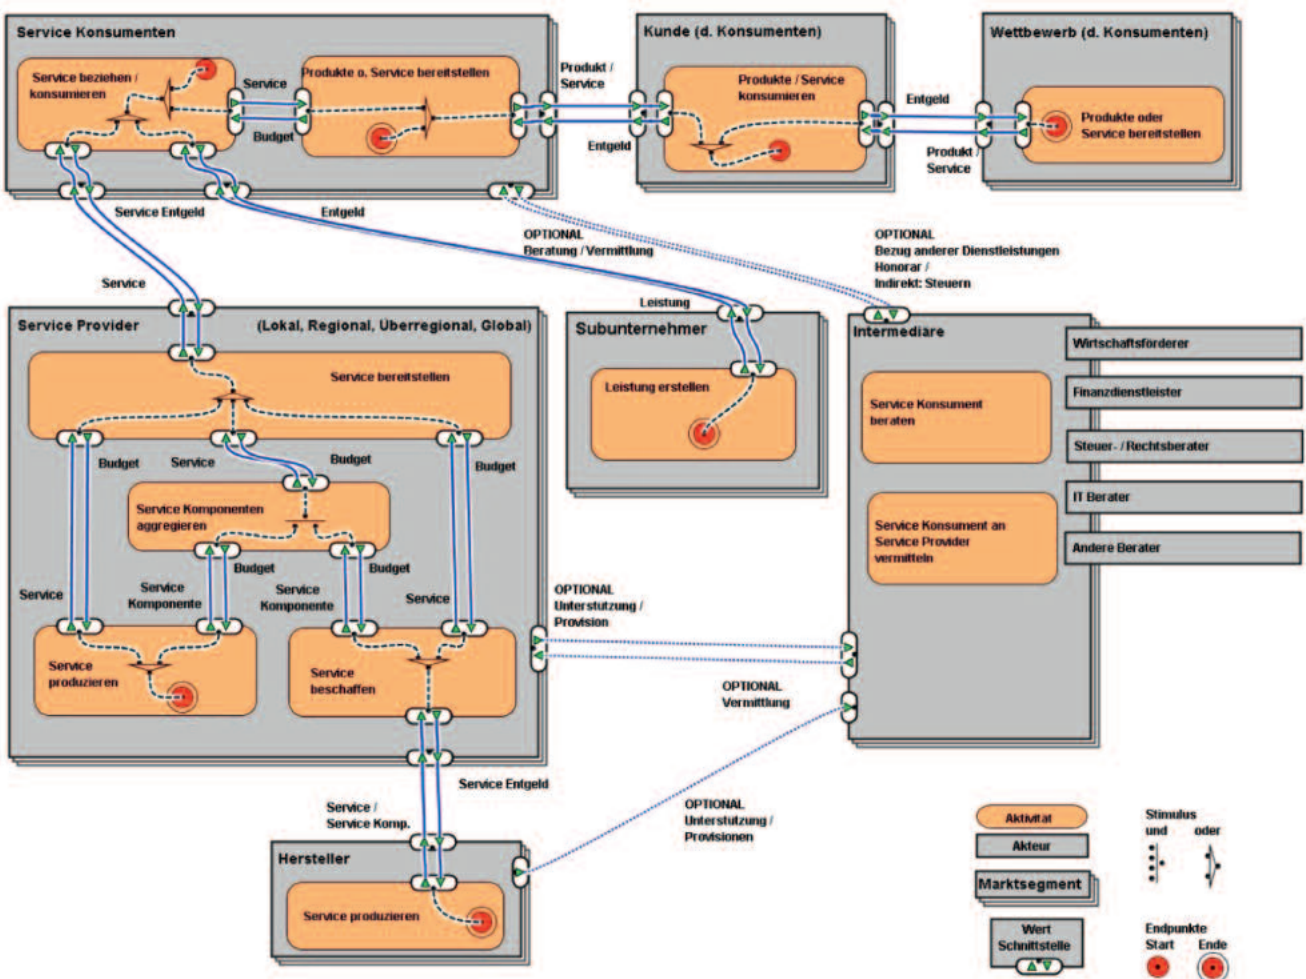 Service Konsumenten
Service beziehen /
konsumieren
Service
Budget
Produkte o. Service bereitstellen
Produkt /
Service
Entgeld
Kunde (d. Konsumenten)
Produkte / Service
konsumieren
Entgeld
Produkt /
Service
Wettbewerb (d. Konsumenten)
Produkte oder
Service bereitstellen
Service Entgeld
Entgeld
OPTIONAL
Beratung / Vermittlung
OPTIONAL
Bezug anderer Dienstleistungen
Honorar /
Indirekt: Steuern
Service
Leistung
Service Provider
(Lokal, Regional, Überregional, Global)
Service bereitstellen
Budget
Service
Budget
Budget
Service Komponenten
aggregieren
Budget
Budget
Service
Service
Komponente
Service
Komponente
Service
Service
produzieren
Service
beschaffen
Subunternehmer
Leistung erstellen
Intermediäre
Service Konsument
beraten
Service Konsument an
Service Provider
vermitteln
Wirtschaftsförderer
Finanzdienstleister
Steuer- / Rechtsberater
IT Berater
Andere Berater
OPTIONAL
Unterstützung /
Provision
OPTIONAL
Vermittlung
Service Entgeld
Service /
Service Komp.
OPTIONAL
Unterstützung /
Provisionen
Hersteller
Service produzieren
Aktivität
Akteur
Marktsegment
Wert
Schnittstelle
Stimulus
und oder
Endpunkte
Start Ende